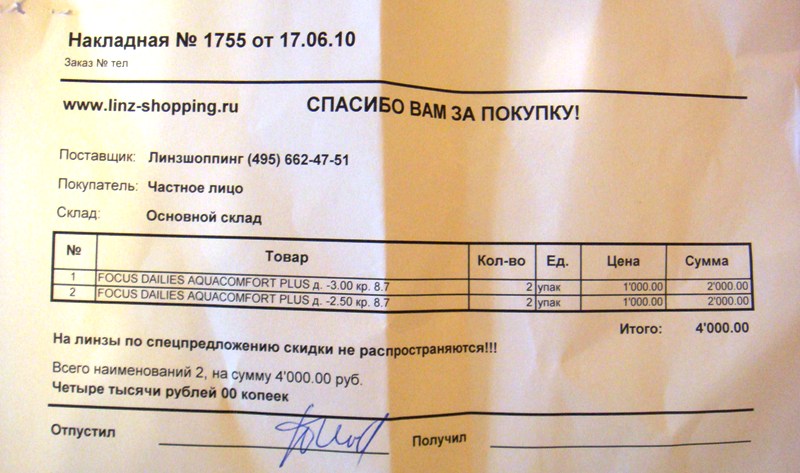 Накладная № 1755 от 17.06.10
Заказ № тел
www.linz-shopping.ru СПАСИБО ВАМ ЗА ПОКУПКУ!
Поставщик: Линзшоппинг (495) 662-47-51
Покупатель: Частное лицо
Склад: Основной склад
№ Товар Кол-во Ед. Цена Сумма
1 FOCUS DAILIES AQUACOMFORT PLUS д. -3.00 кр. 8.7 2 упак 1'000.00 2'000.00
2 FOCUS DAILIES AQUACOMFORT PLUS д. -2.50 кр. 8.7 2 упак 1'000.00 2'000.00
Итого: 4'000.00
На линзы по спецпредложению скидки не распространяются!!!
Всего наименований 2, на сумму 4'000.00 руб.
Четыре тысячи рублей 00 копеек
Отпустил Получил